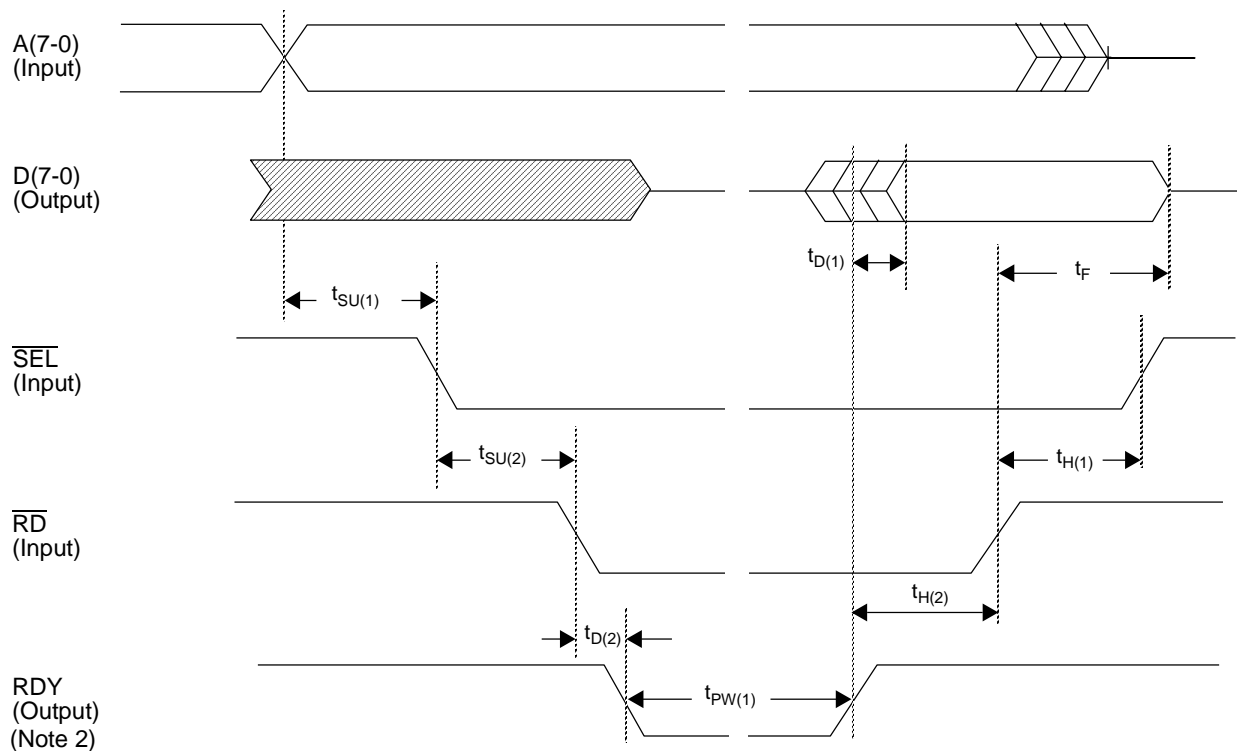 A(7-0)
(Input)
D(7-0)
(Output)
tD(1)
tF
tSU(1)
SEL
(Input)
tSU(2)
tH(1)
RD
(Input)
tH(2)
tD(2)
RDY
(Output)
(Note 2)
tPW(1)